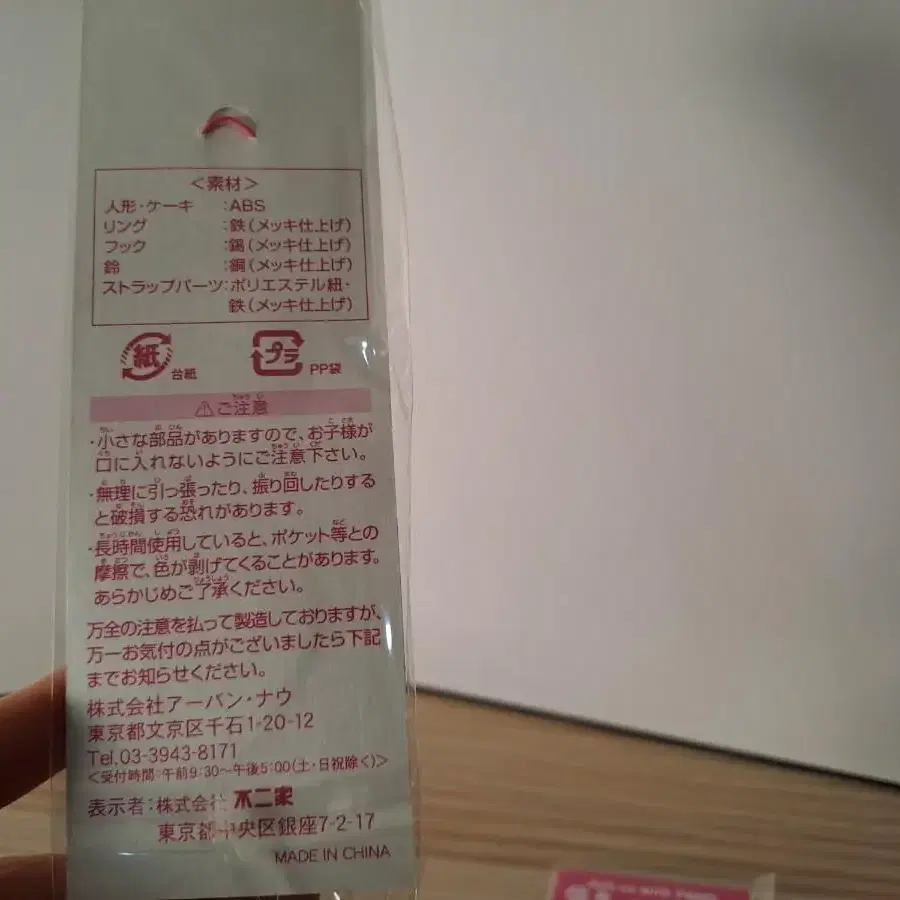 <素材>
人形・ケーキ :ABS
リング :鉄(メッキ仕上げ)
フック :錫(メッキ仕上げ)
鈴 :銅(メッキ仕上げ)
ストラップパーツ:ポリエステル紐・
鉄(メッキ仕上げ)
紙 台紙 プラ PP袋
⚠ご注意
・小さな部品がありますので、お子様が
口に入れないようにご注意下さい。
・無理に引っ張ったり、振り回したりする
と破損する恐れがあります。
・長時間使用していると、ポケット等との
摩擦で、色が剥げてくることがあります。
あらかじめご了承ください。
万全の注意を払って製造しておりますが、
万一お気付の点がございましたら下記
までお知らせください。
株式会社アーバン・ナウ
東京都文京区千石1-20-12
Tel.03-3943-8171
<受付時間:午前9:30〜午後5:00(土・日祝除く)>
表示者:株式会社 不二家
東京都中央区銀座7-2-17
MADE IN CHINA